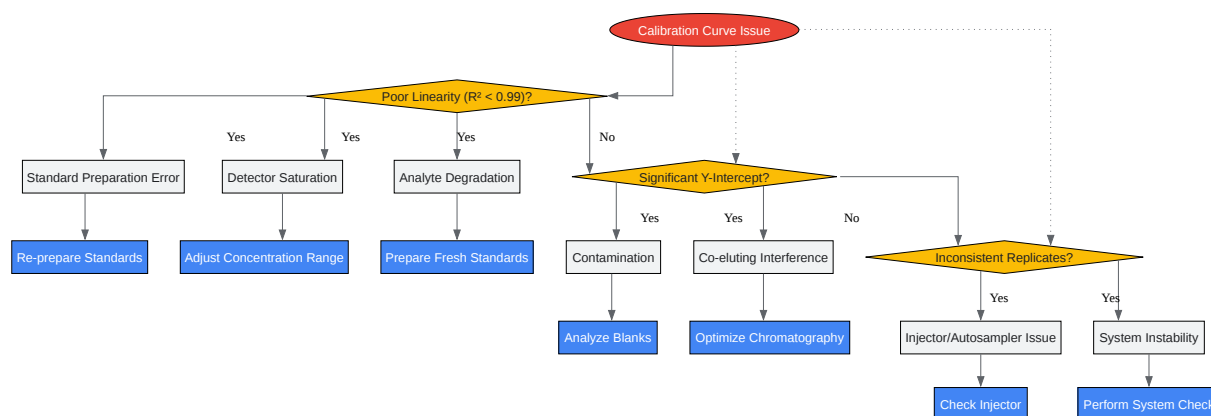 Calibration Curve Issue
Poor Linearity (R² < 0.99)?
Yes
Yes
Yes
No
Standard Preparation Error
Detector Saturation
Analyte Degradation
Significant Y-Intercept?
Yes
Yes
No
Re-prepare Standards
Adjust Concentration Range
Prepare Fresh Standards
Contamination
Co-eluting Interference
Inconsistent Replicates?
Yes
Yes
Analyze Blanks
Optimize Chromatography
Injector/Autosampler Issue
System Instability
Check Injector
Perform System Check